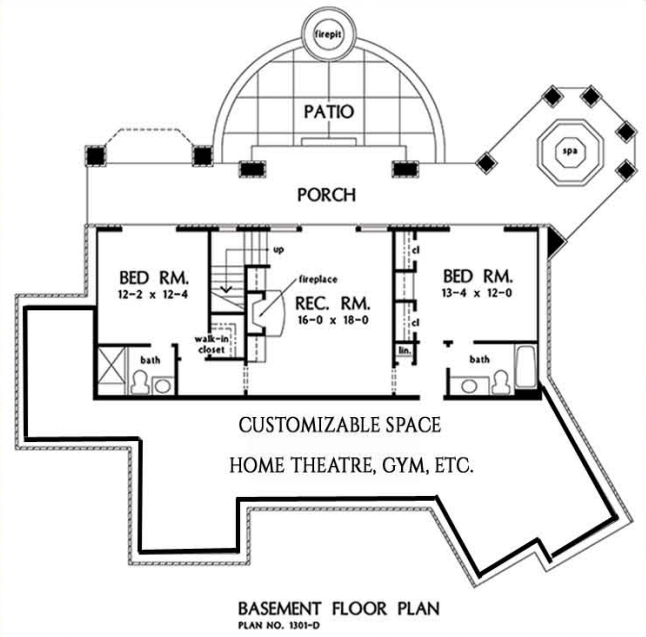 firepit
PATIO
spa
PORCH
up
cl
BED RM.
12-2 x 12-4
fireplace
REC. RM.
16-0 x 18-0
BED RM.
13-4 x 12-0
cl
walk-in
closet
lin.
bath
bath
CUSTOMIZABLE SPACE
HOME THEATRE, GYM, ETC.
BASEMENT FLOOR PLAN
PLAN NO. 1301-D